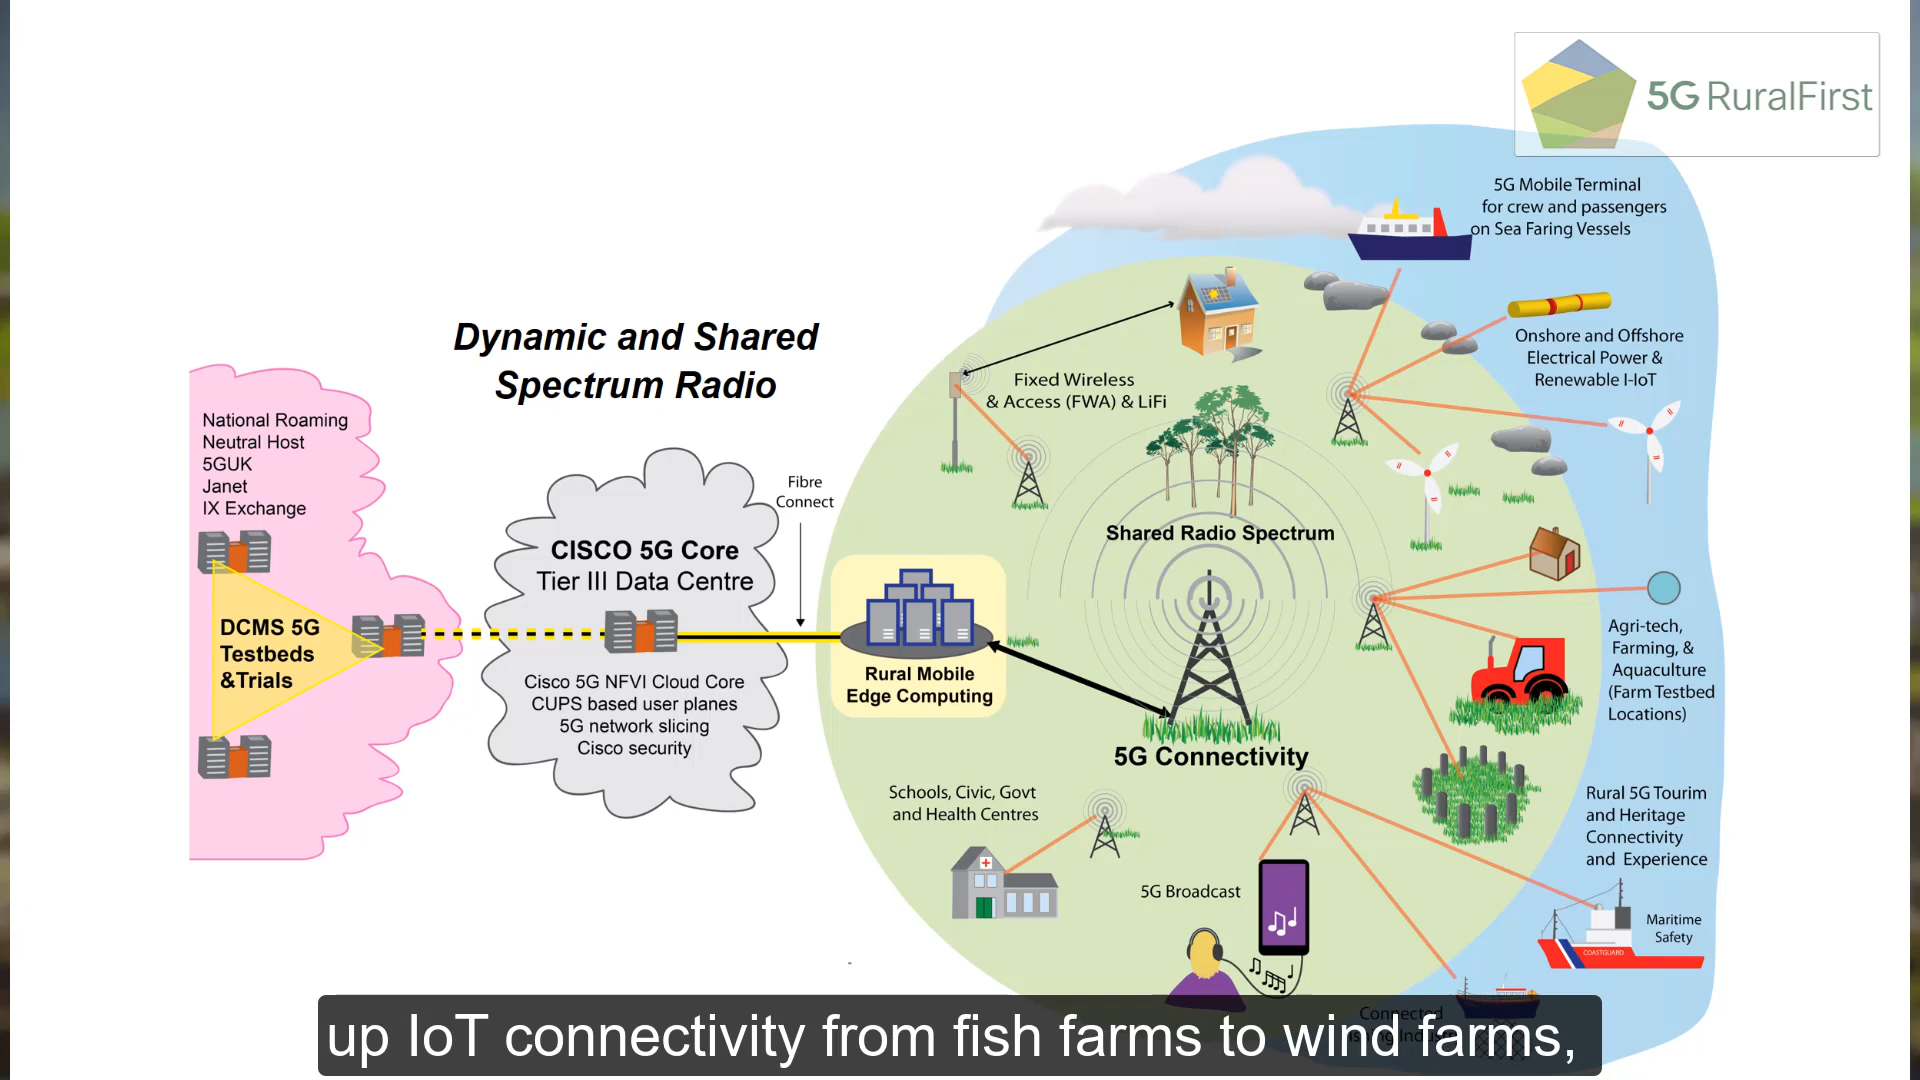 5G RuralFirst
5G Mobile Terminal
for crew and passengers
on Sea Faring Vessels
Dynamic and Shared
Spectrum Radio
Onshore and Offshore
Electrical Power &
Renewable I-IoT
Fixed Wireless
& Access (FWA) & LiFi
National Roaming
Neutral Host
5GUK
Janet
IX Exchange
Fibre
Connect
Shared Radio Spectrum
CISCO 5G Core
Tier III Data Centre
DCMS 5G
Testbeds
&Trials
Agri-tech,
Farming, &
Aquaculture
(Farm Testbed
Locations)
Rural Mobile
Edge Computing
Cisco 5G NFVI Cloud Core
CUPS based user planes
5G network slicing
Cisco security
5G Connectivity
Schools, Civic, Govt
and Health Centres
Rural 5G Tourim
and Heritage
Connectivity
and Experience
5G Broadcast
Maritime
Safety
COASTGUARD
Connected
up IoT connectivity from fish farms to wind farms,